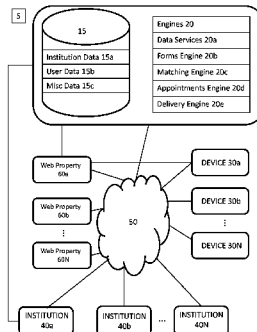 5
15
Institution Data 15a
User Data 15b
Misc Data 15c
Engines 20
Data Services 20a
Forms Engine 20b
Matching Engine 20c
Appointments Engine 20d
Delivery Engine 20e
Web Property
60a
DEVICE 30a
Web Property
60b
DEVICE 30b
50
Web Property
60N
DEVICE 30N
INSTITUTION
40a
INSTITUTION
40b
...
INSTITUTION
40N